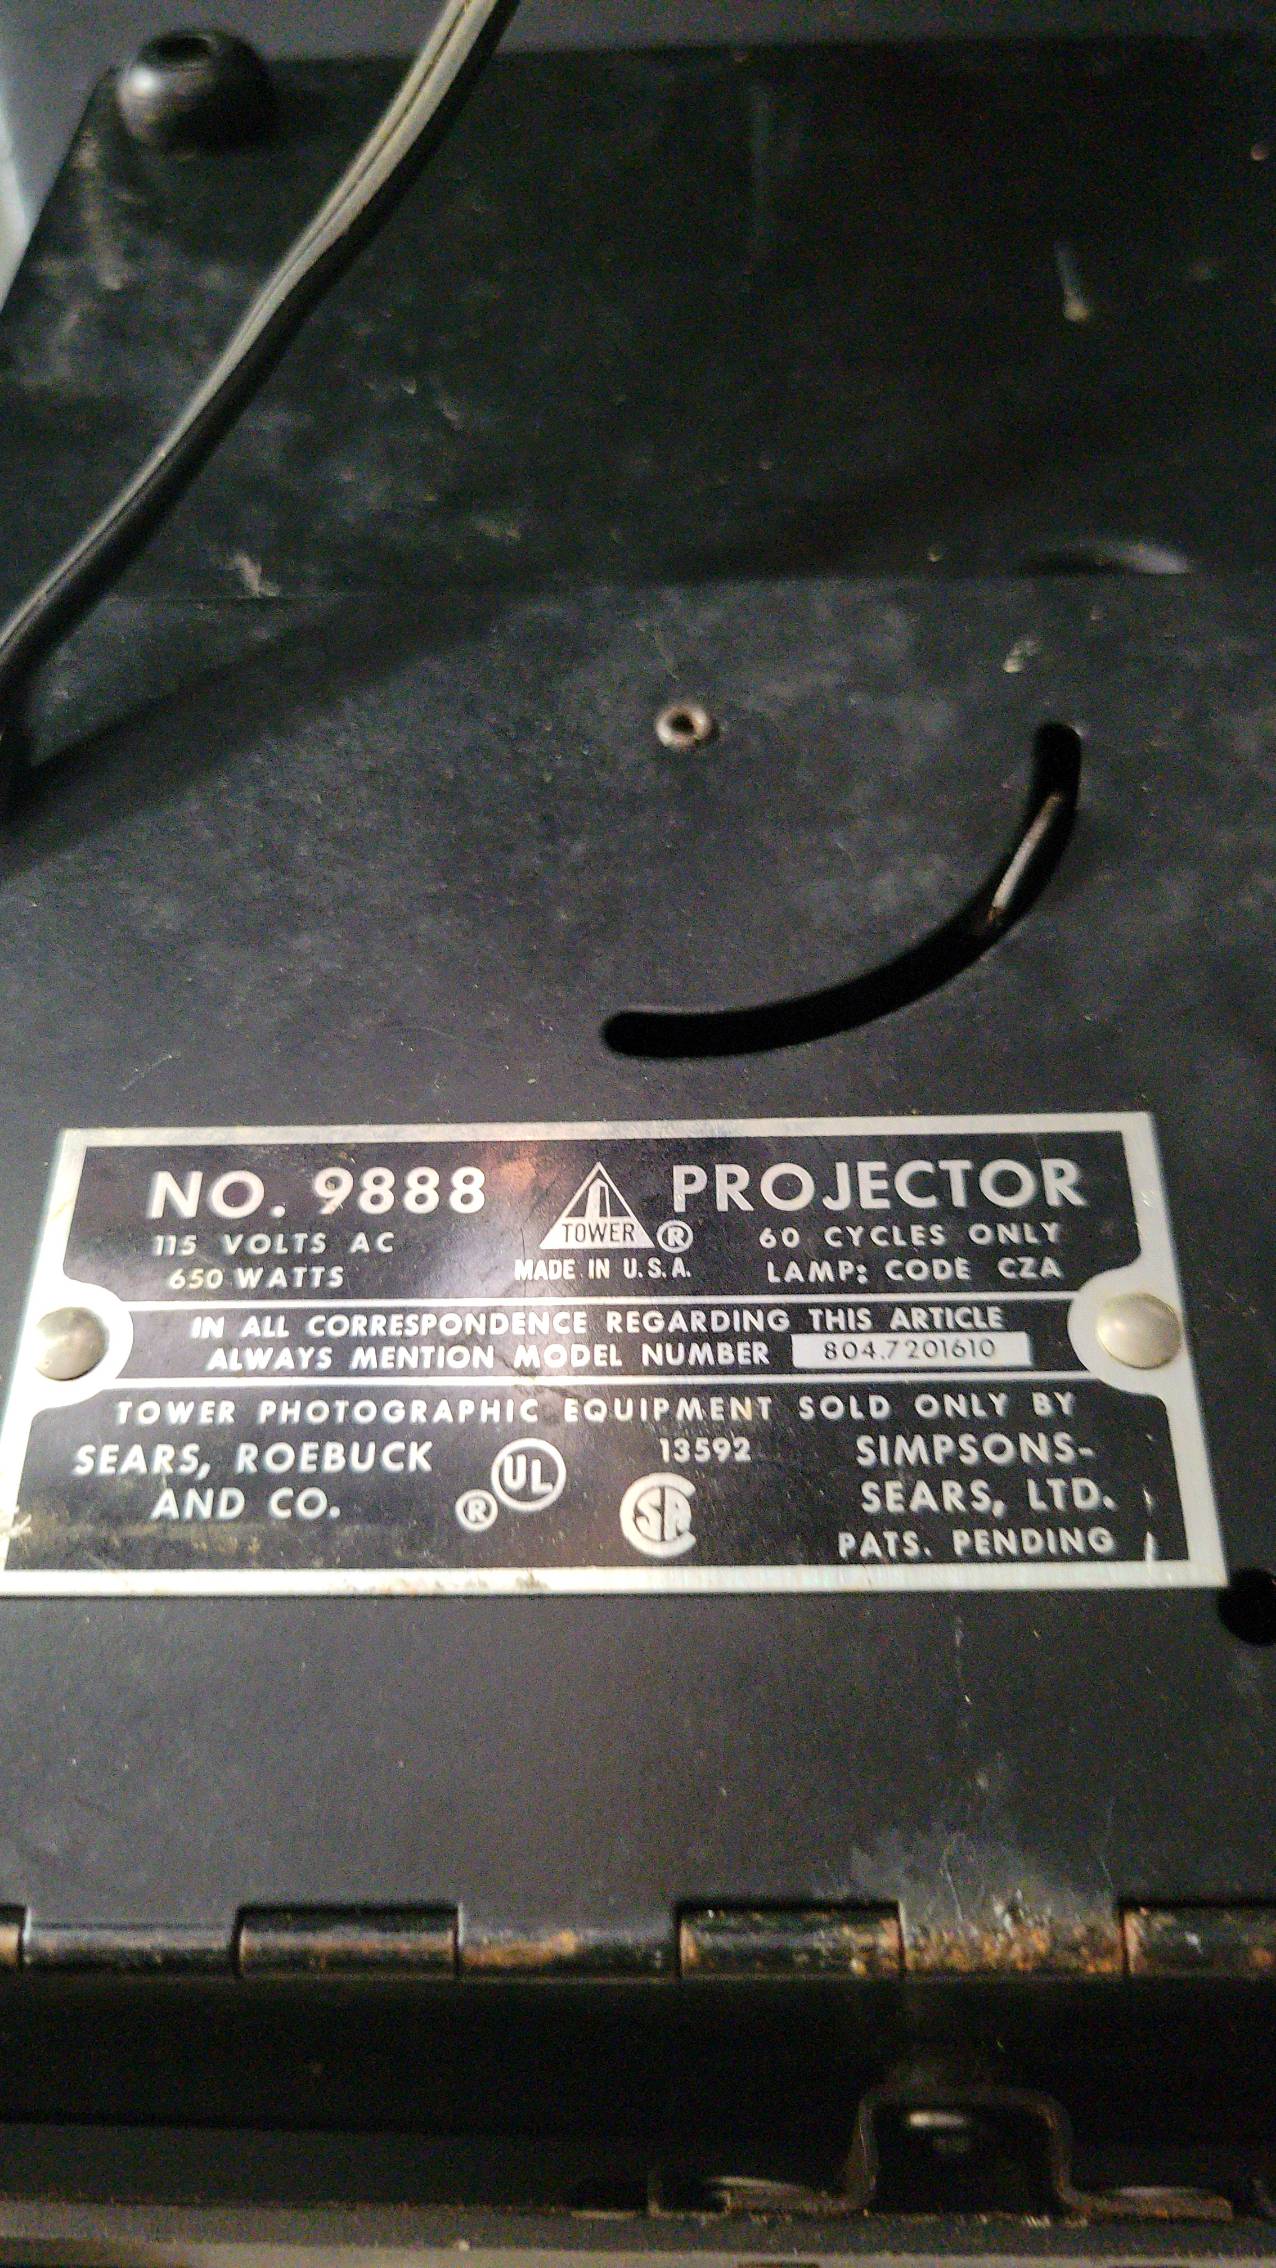 NO. 9888 TOWER ® PROJECTOR
115 VOLTS AC 60 CYCLES ONLY
650 WATTS MADE IN U.S.A. LAMP: CODE CZA
IN ALL CORRESPONDENCE REGARDING THIS ARTICLE
ALWAYS MENTION MODEL NUMBER 804.7201610
TOWER PHOTOGRAPHIC EQUIPMENT SOLD ONLY BY
SEARS, ROEBUCK UL 13592 SIMPSONS-
AND CO. ® SA SEARS, LTD.
PATS. PENDING